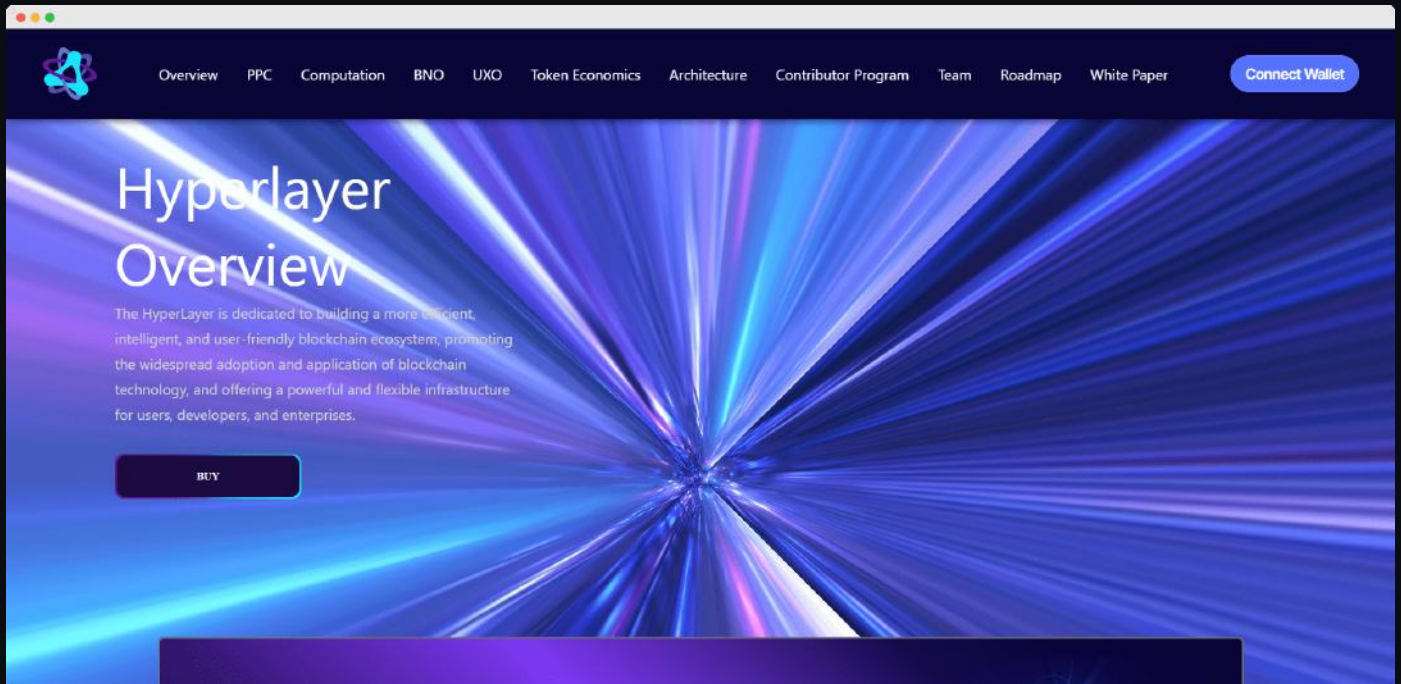 Overview PPC Computation BNO UXO Token Economics Architecture Contributor Program Team Roadmap White Paper Connect Wallet
Hyperlayer
Overview
The HyperLayer is dedicated to building a more efficient,
intelligent, and user-friendly blockchain ecosystem, promoting
the widespread adoption and application of blockchain
technology, and offering a powerful and flexible infrastructure
for users, developers, and enterprises.
BUY